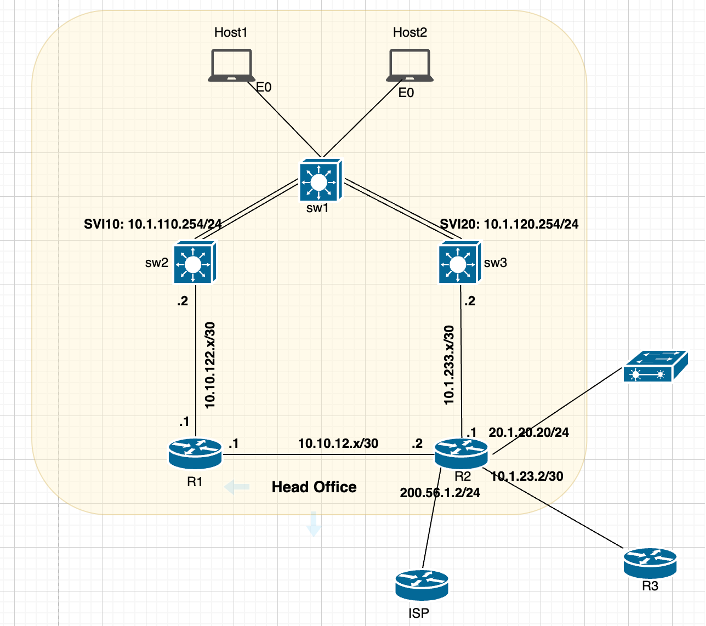 Host1
Host2
E0
E0
sw1
SVI10: 10.1.110.254/24
SVI20: 10.1.120.254/24
sw2
sw3
.2
.2
10.10.122.x/30
10.1.233.x/30
.1
.1
20.1.20.20/24
.1
10.10.12.x/30
.2
R1
R2
10.1.23.2/30
Head Office
200.56.1.2/24
R3
ISP